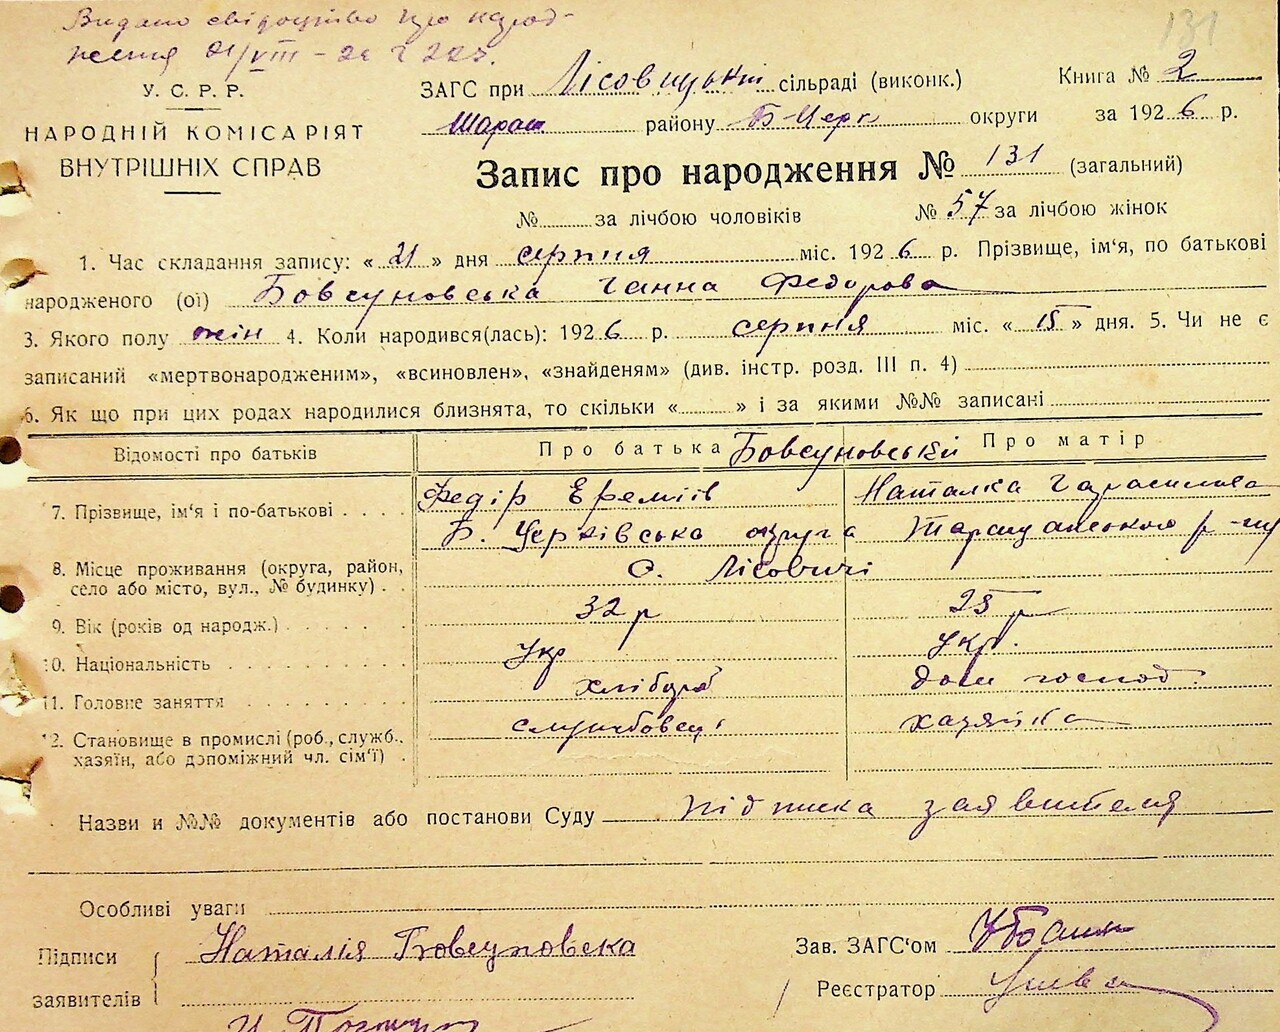 Видано свідоцтво про народ-
ження 21/VIII - 26
131
У. С. Р. Р.
НАРОДНІЙ КОМІСАРІЯТ
ВНУТРІШНІХ СПРАВ
ЗАГС при Лісовицькій сільраді (виконк.) Книга № 2
району Б-Церк округи за 1926 р.
Запис про народження № 131 (загальний)
№ за лічбою чоловіків № 57 за лічбою жінок
1. Час складання запису: « 21 » дня серпня міс. 1926 р. Прізвище, ім'я, по батькові
народженого (ої) Бовсуновська Ганна Федорова
3. Якого полу жін 4. Коли народився(лась): 1926 р. серпня міс. « 15 » дня. 5. Чи не є
записаний «мертвонародженим», «всиновлен», «знайденям» (див. інстр. розд. III п. 4)
6. Як що при цих родах народилися близнята, то скільки « » і за якими №№ записані
Відомості про батьків Про батька Бовсуновські Про матір
7. Прізвище, ім'я і по-батькові . . . . Федір Ереміїв Наталка Гарасимова
Б. Церківська округа Таращанського р-ну
8. Місце проживання (округа, район, село або місто, вул., № будинку) . . с. Лісовичі
9. Вік (років од народж.) 32 р 25 р
10. Національність Укр Укр.
11. Головне заняття хлібороб дом господ.
12. Становище в промислі (роб., служб., хазяїн, або допоміжний чл. сім'ї) . службовець хазяйка
Назви и №№ документів або постанови Суду підписка заявителя
Особливі уваги
Підписи заявителів Наталія Бовсуновска
Зав. ЗАГС'ом
Реєстратор